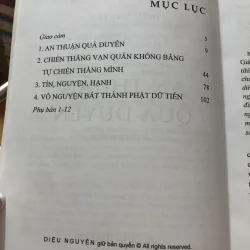 MỤC LỤC
Giao cảm 5
1. AN THUẬN QUẢ DUYÊN 9
2. CHIẾN THẮNG VẠN QUÂN KHÔNG BẰNG
TỰ CHIẾN THẮNG MÌNH 44
3. TÍN, NGUYỆN, HẠNH 78
4. VÔ NGUYỆN BẤT THÀNH PHẬT DỮ TIÊN 102
Phụ bản 1-12
DIỆU NGUYÊN giữ bản quyền © All rights reserved.